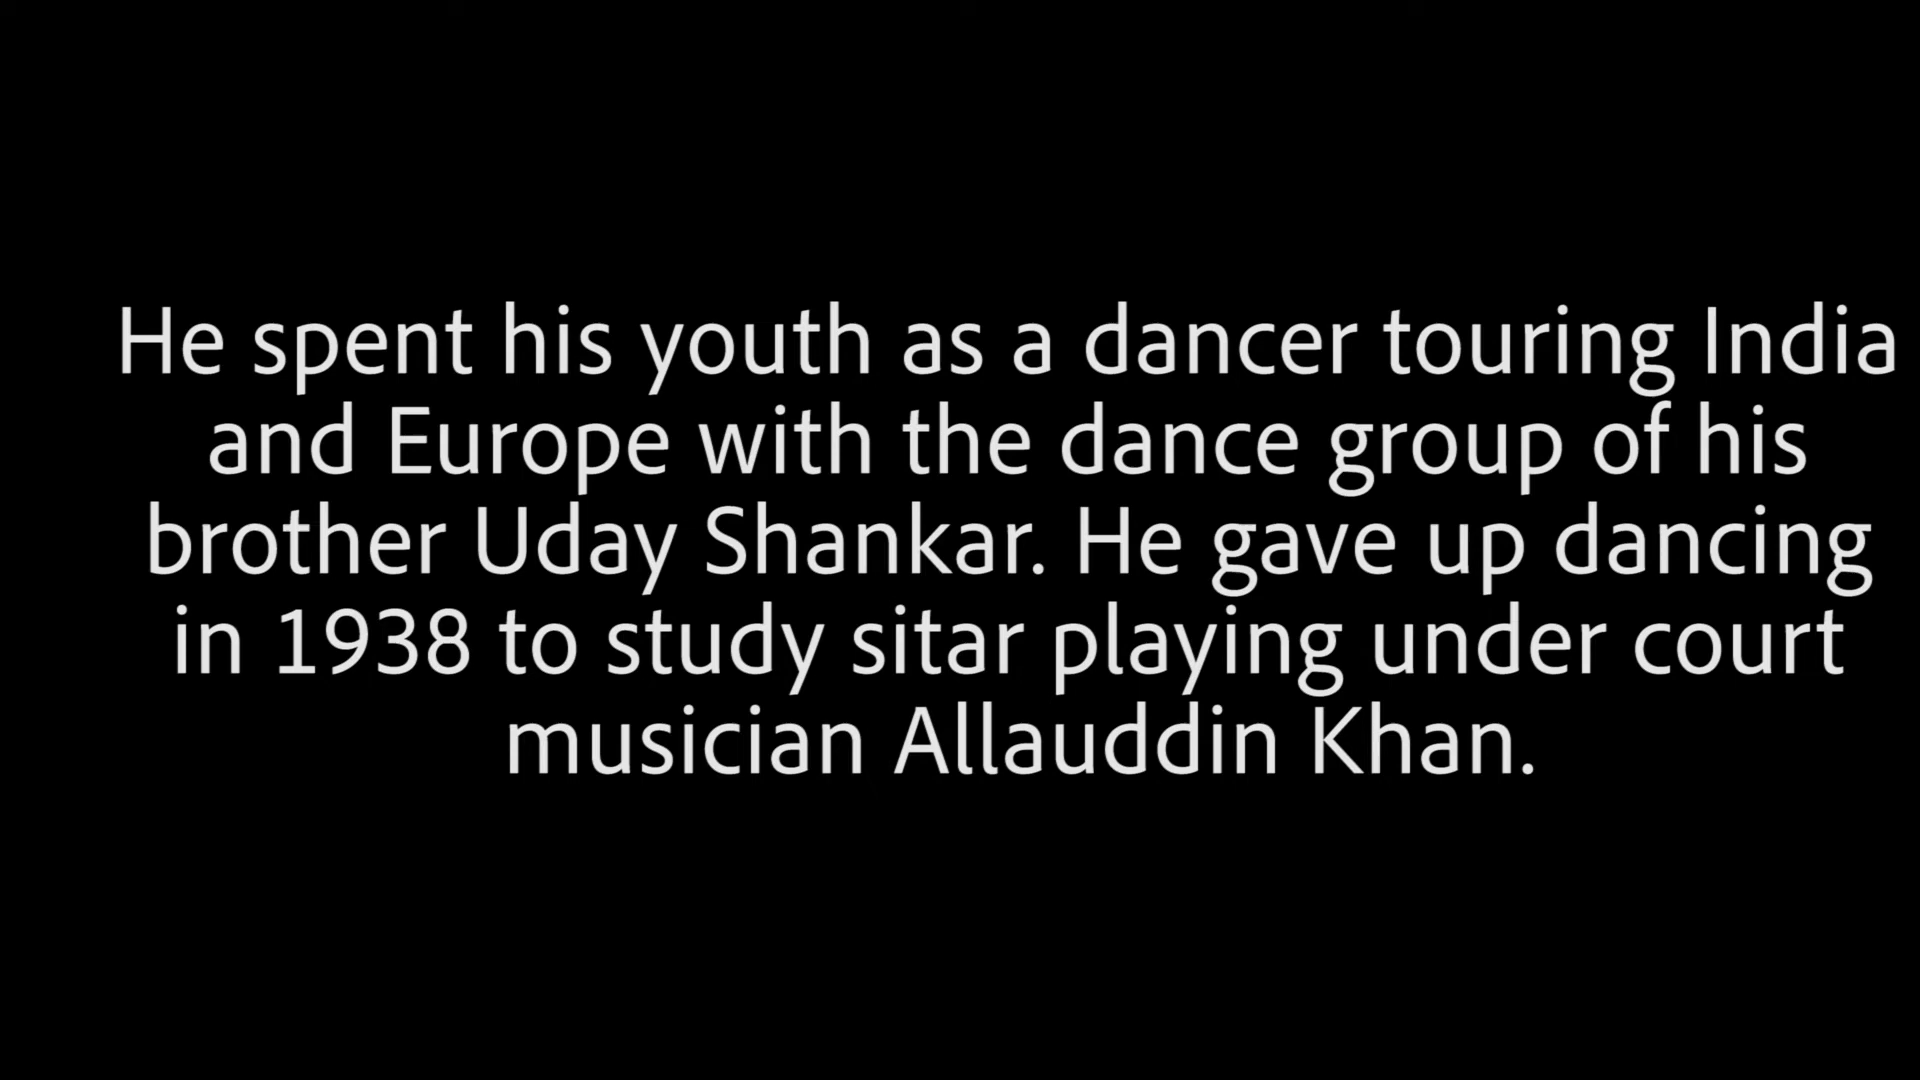 He spent his youth as a dancer touring India
and Europe with the dance group of his
brother Uday Shankar. He gave up dancing
in 1938 to study sitar playing under court
musician Allauddin Khan.